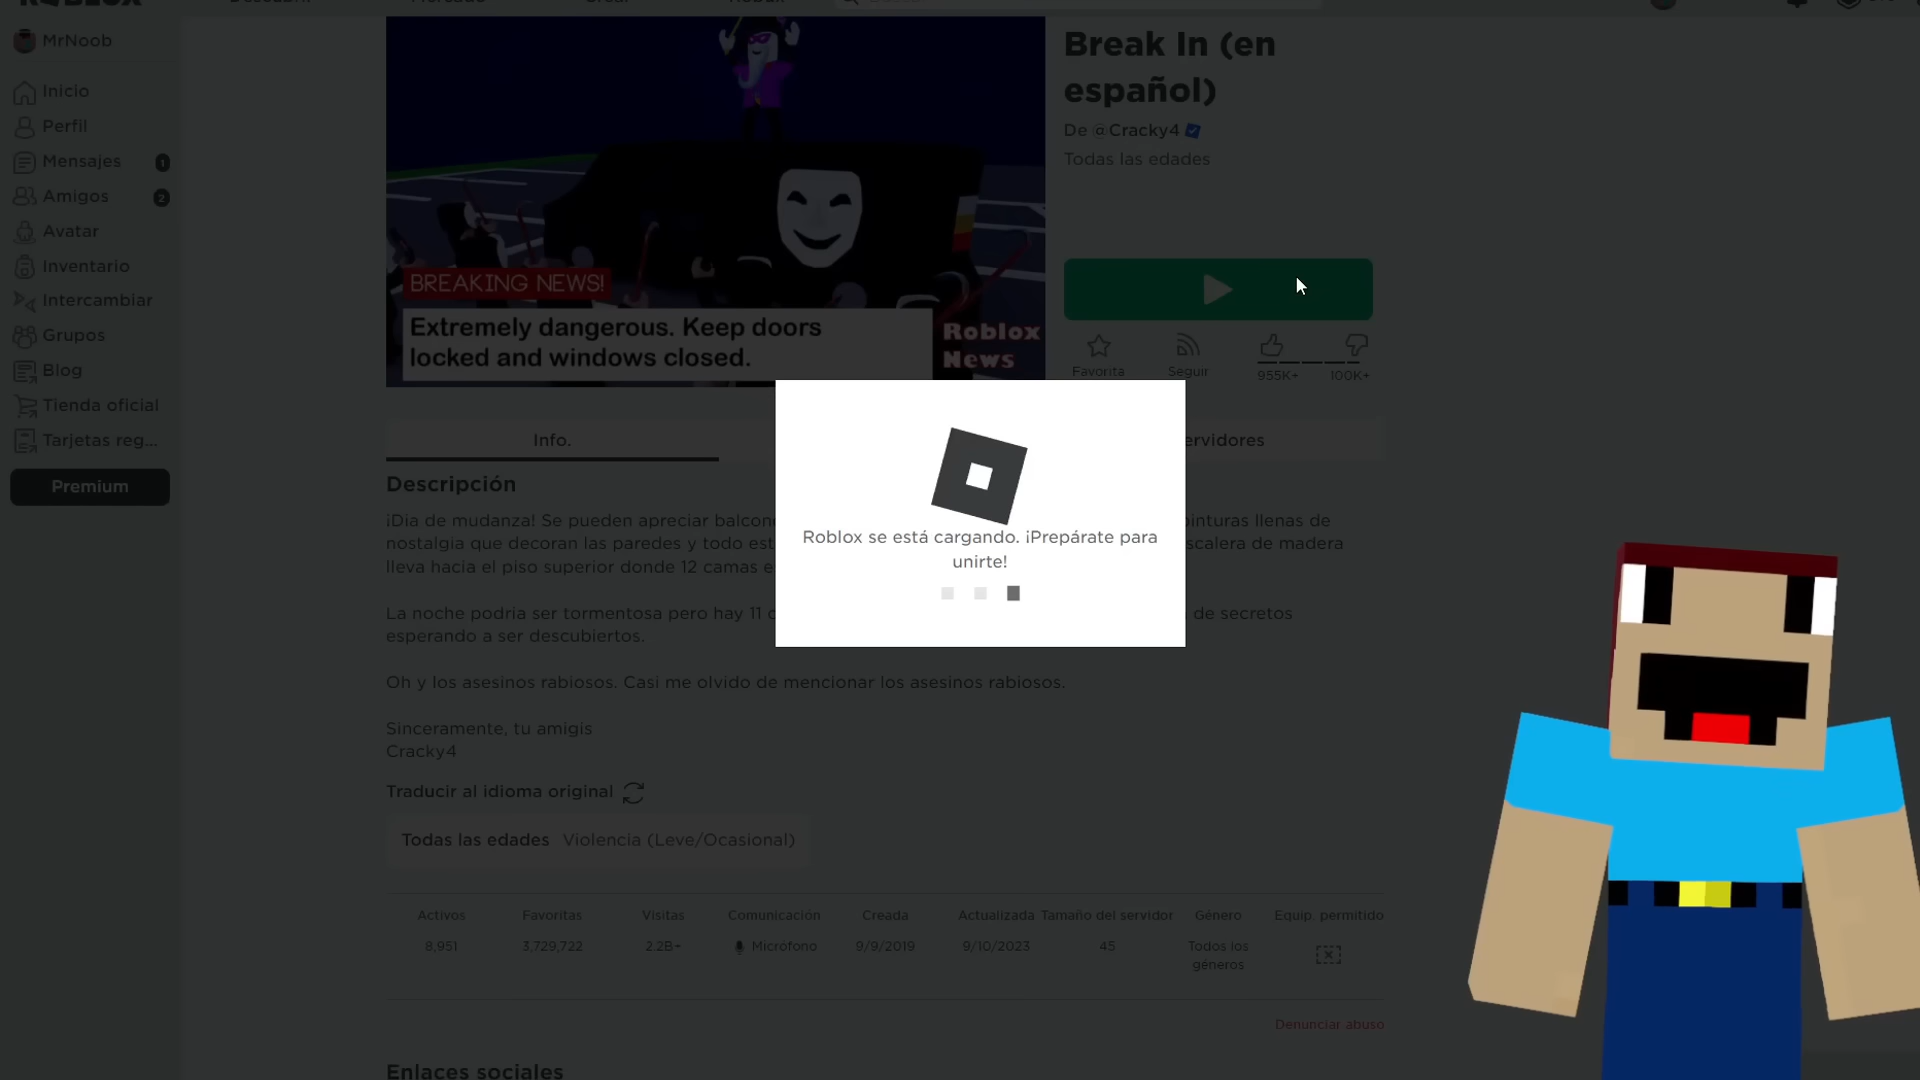 MrNoob
Inicio
Perfil
Mensajes 1
Amigos 2
Avatar
Inventario
Intercambiar
Grupos
Blog
Tienda oficial
Tarjetas reg...
Premium
BREAKING NEWS!
Extremely dangerous. Keep doors
locked and windows closed.
Roblox
News
Break In (en
español)
De @Cracky4
Todas las edades
Favorita
Seguir
955K+
100K+
Info.
ervidores
Descripción
¡Dia de mudanza! Se pueden apreciar balcone
inturas llenas de
nostalgia que decoran las paredes y todo est
scalera de madera
lleva hacia el piso superior donde 12 camas e
La noche podria ser tormentosa pero hay 11 c
de secretos
esperando a ser descubiertos.
Oh y los asesinos rabiosos. Casi me olvido de mencionar los asesinos rabiosos.
Sinceramente, tu amigis
Cracky4
Roblox se está cargando. ¡Prepárate para
unirte!
Traducir al idioma original
Todas las edades Violencia (Leve/Ocasional)
Activos Favoritas Visitas Comunicación Creada Actualizada Tamaño del servidor Género Equip. permitido
8,951 3,729,722 2.2B+ Micrófono 9/9/2019 9/10/2023 45 Todos los
géneros
Denunciar abuso
Enlaces sociales